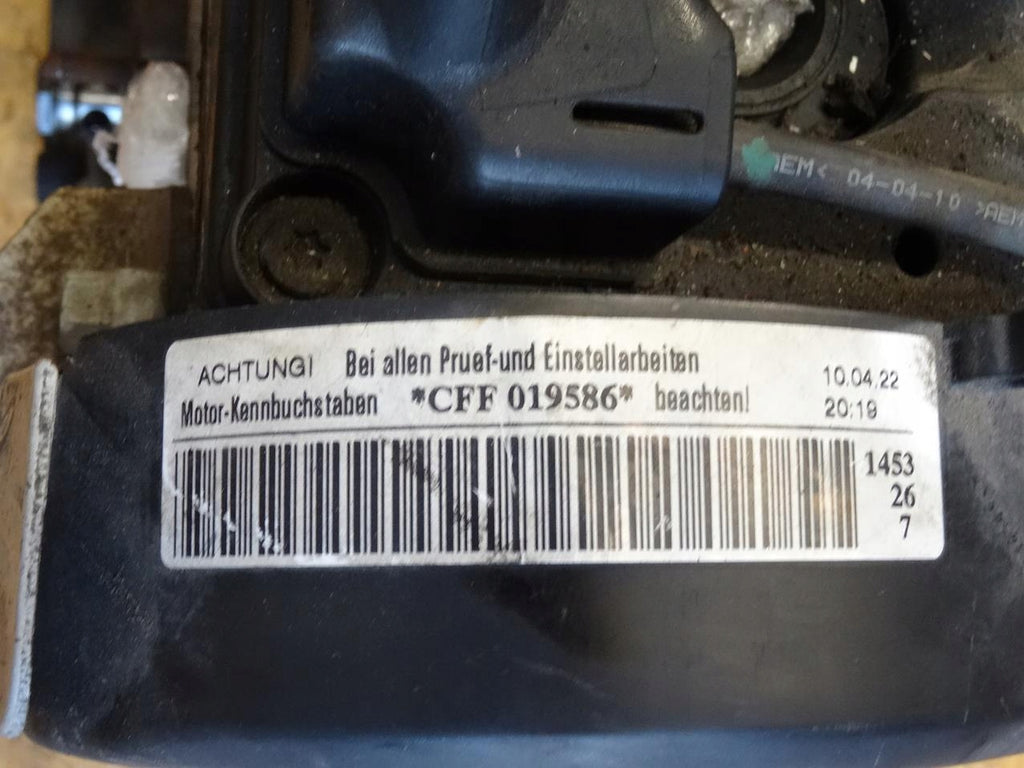 AEM< 04-04-10 >AEM
ACHTUNG! Bei allen Pruef-und Einstellarbeiten
Motor-Kennbuchstaben *CFF 019586* beachten!
10.04.22
20:19
1453
26
7